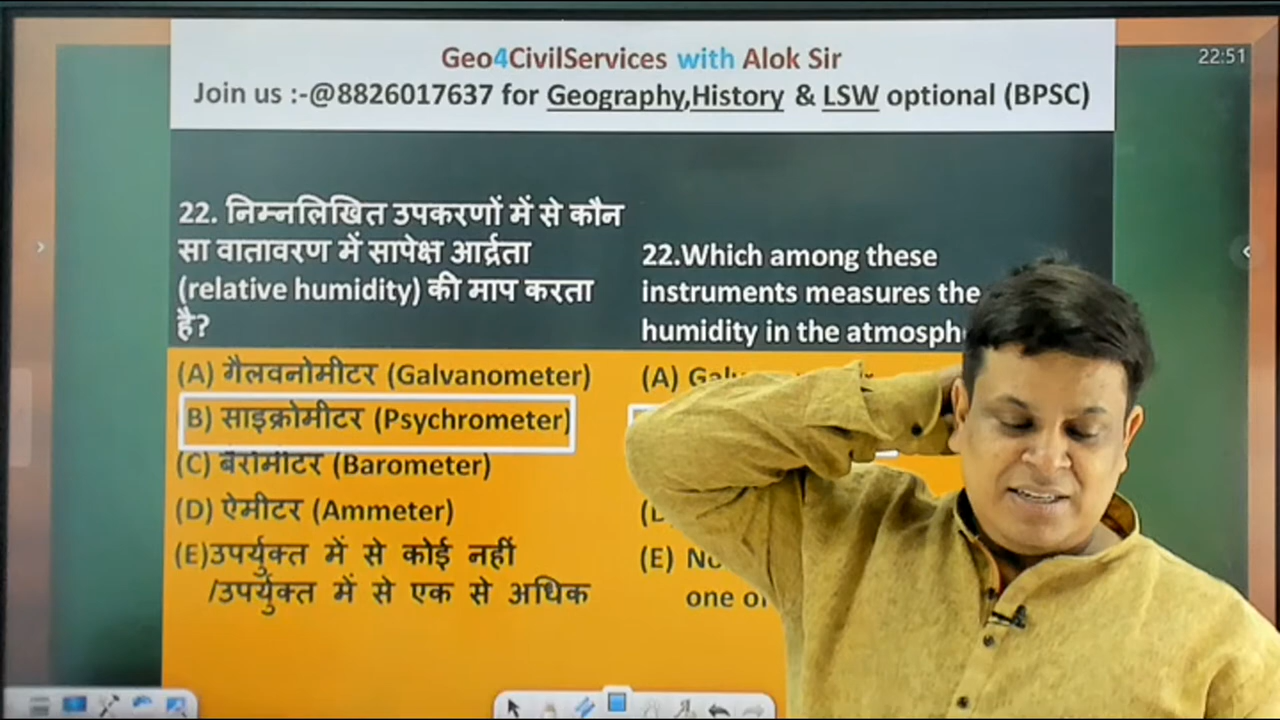 Geo4CivilServices with Alok Sir
Join us :-@8826017637 for Geography,History & LSW optional (BPSC)
22:51
22. निम्नलिखित उपकरणों में से कौन
सा वातावरण में सापेक्ष आर्द्रता
(relative humidity) की माप करता
है?
(A) गैलवनोमीटर (Galvanometer)
B) साइक्रोमीटर (Psychrometer)
(C) बैरोमीटर (Barometer)
(D) ऐमीटर (Ammeter)
(E)उपर्युक्त में से कोई नहीं
/उपर्युक्त में से एक से अधिक
22.Which among these
instruments measures the
humidity in the
(A)
(E)
one